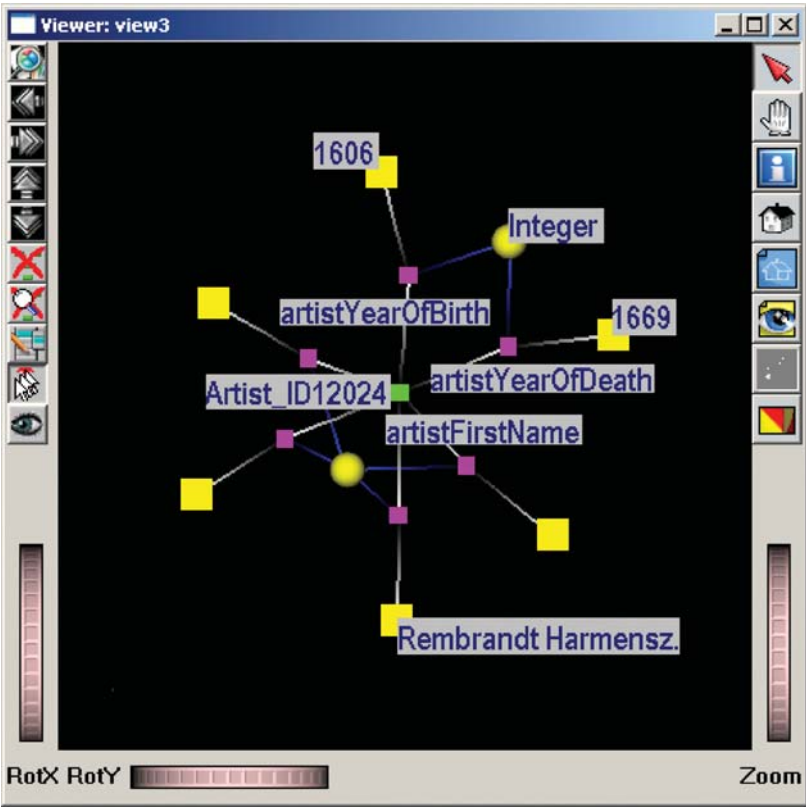 Viewer: view3
1606
Integer
artistYearOfBirth
1669
artistYearOfDeath
Artist_ID12024
artistFirstName
Rembrandt Harmensz.
RotX RotY
Zoom